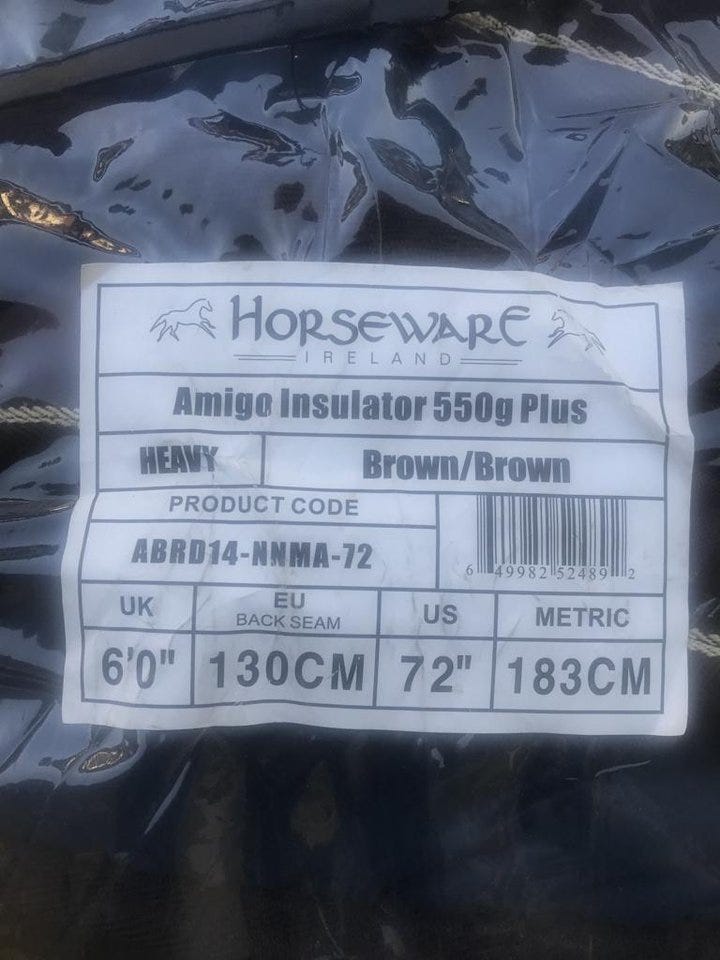 HORSEWARE
IRELAND
Amigo Insulator 550g Plus
HEAVY Brown/Brown
PRODUCT CODE
ABRD14-NNMA-72
6 49982 52489 2
UK EU BACK SEAM US METRIC
6'0" 130CM 72" 183CM